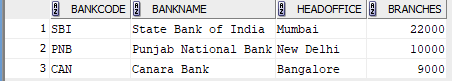 BANKCODE BANKNAME HEADOFFICE BRANCHES
1 SBI State Bank of India Mumbai 22000
2 PNB Punjab National Bank New Delhi 10000
3 CAN Canara Bank Bangalore 9000